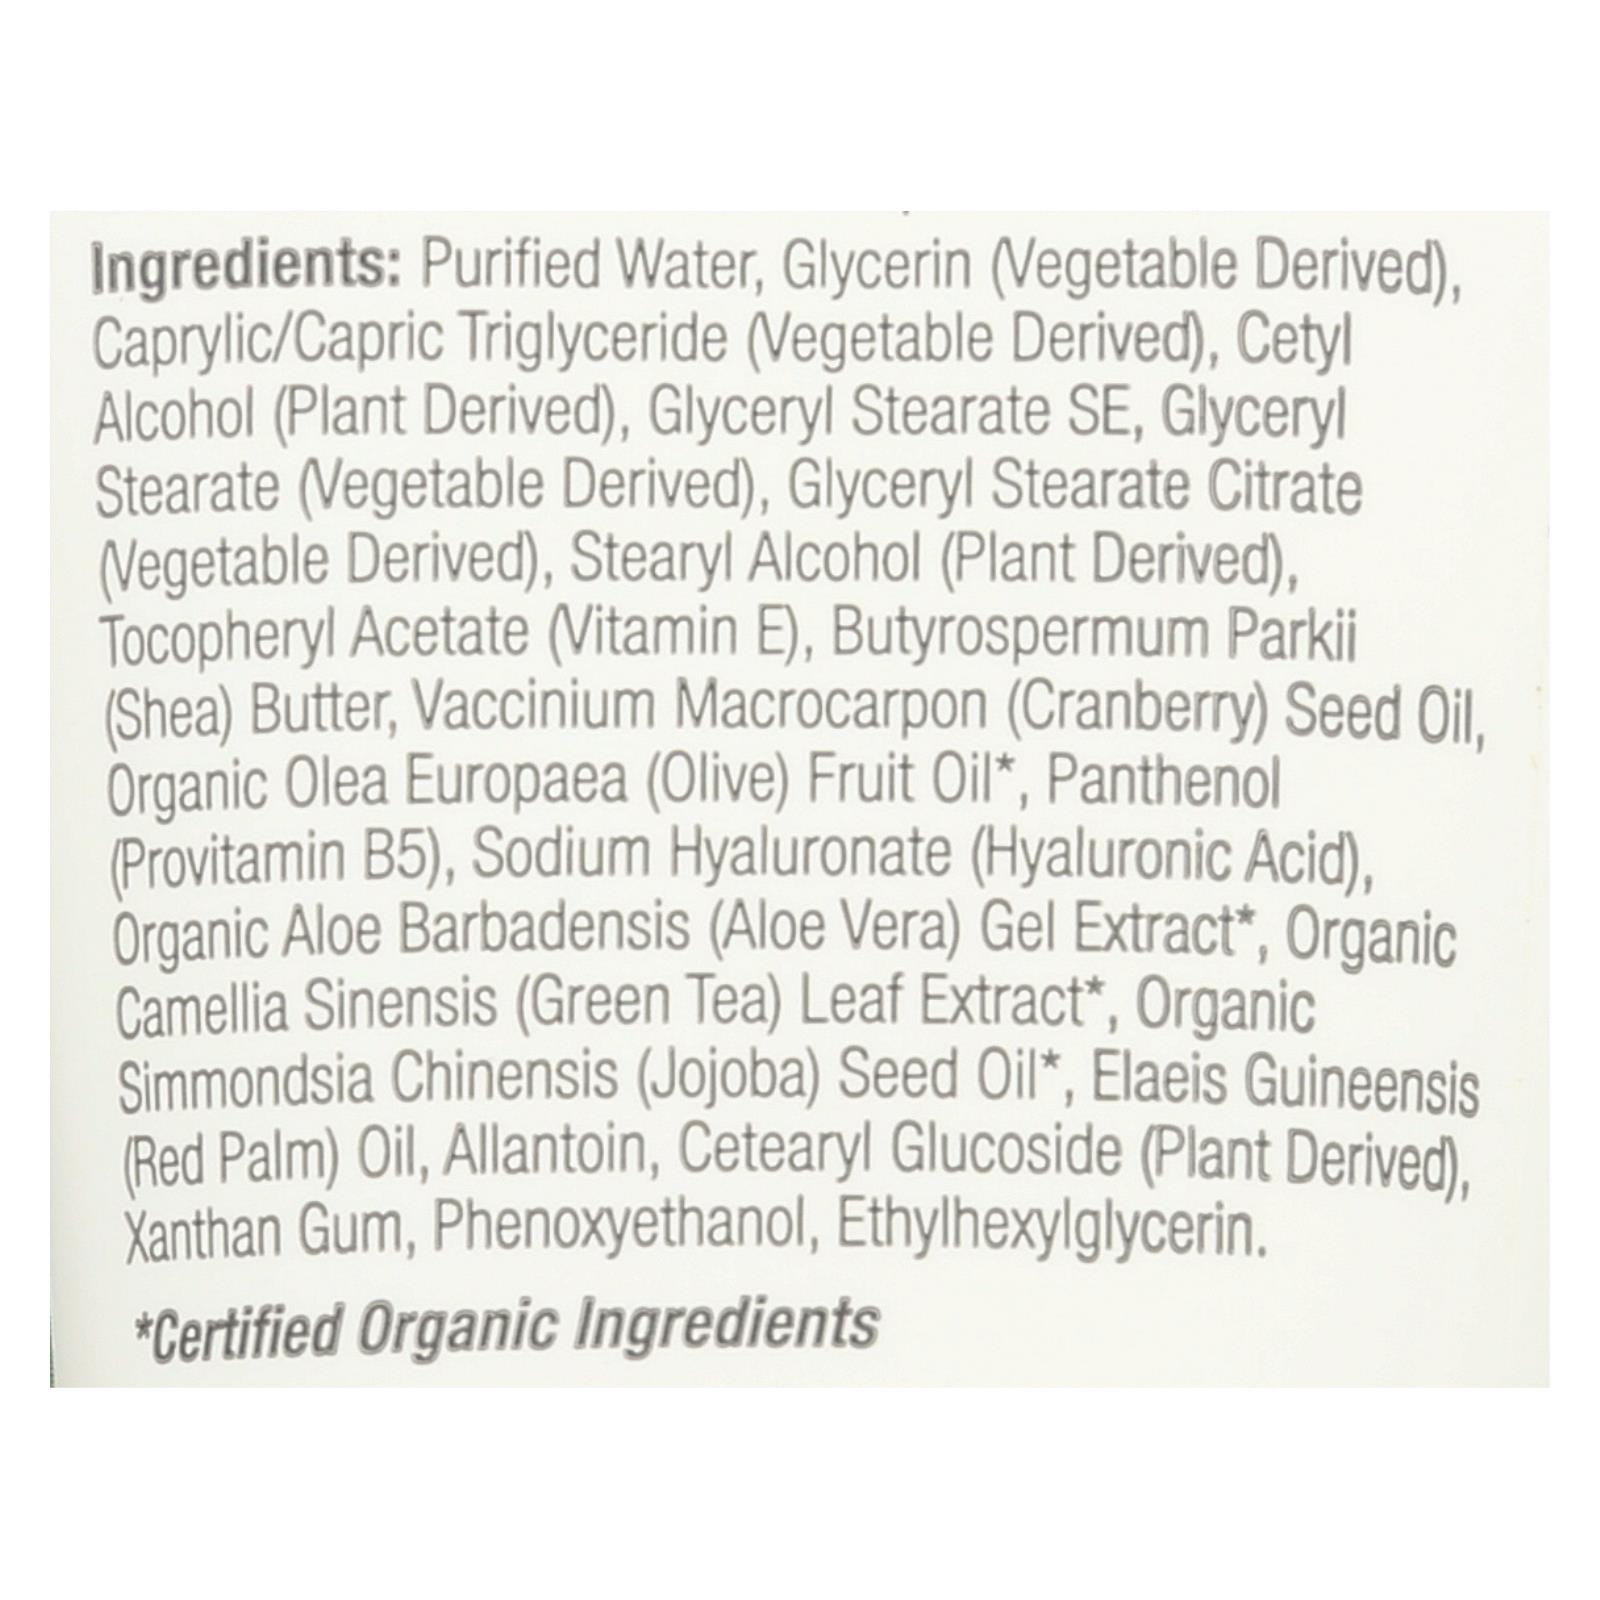 Ingredients: Purified Water, Glycerin (Vegetable Derived),
Caprylic/Capric Triglyceride (Vegetable Derived), Cetyl
Alcohol (Plant Derived), Glyceryl Stearate SE, Glyceryl
Stearate (Vegetable Derived), Glyceryl Stearate Citrate
(Vegetable Derived), Stearyl Alcohol (Plant Derived),
Tocopheryl Acetate (Vitamin E), Butyrospermum Parkii
(Shea) Butter, Vaccinium Macrocarpon (Cranberry) Seed Oil,
Organic Olea Europaea (Olive) Fruit Oil*, Panthenol
(Provitamin B5), Sodium Hyaluronate (Hyaluronic Acid),
Organic Aloe Barbadensis (Aloe Vera) Gel Extract*, Organic
Camellia Sinensis (Green Tea) Leaf Extract*, Organic
Simmondsia Chinensis (Jojoba) Seed Oil*, Elaeis Guineensis
(Red Palm) Oil, Allantoin, Cetearyl Glucoside (Plant Derived),
Xanthan Gum, Phenoxyethanol, Ethylhexylglycerin.
*Certified Organic Ingredients